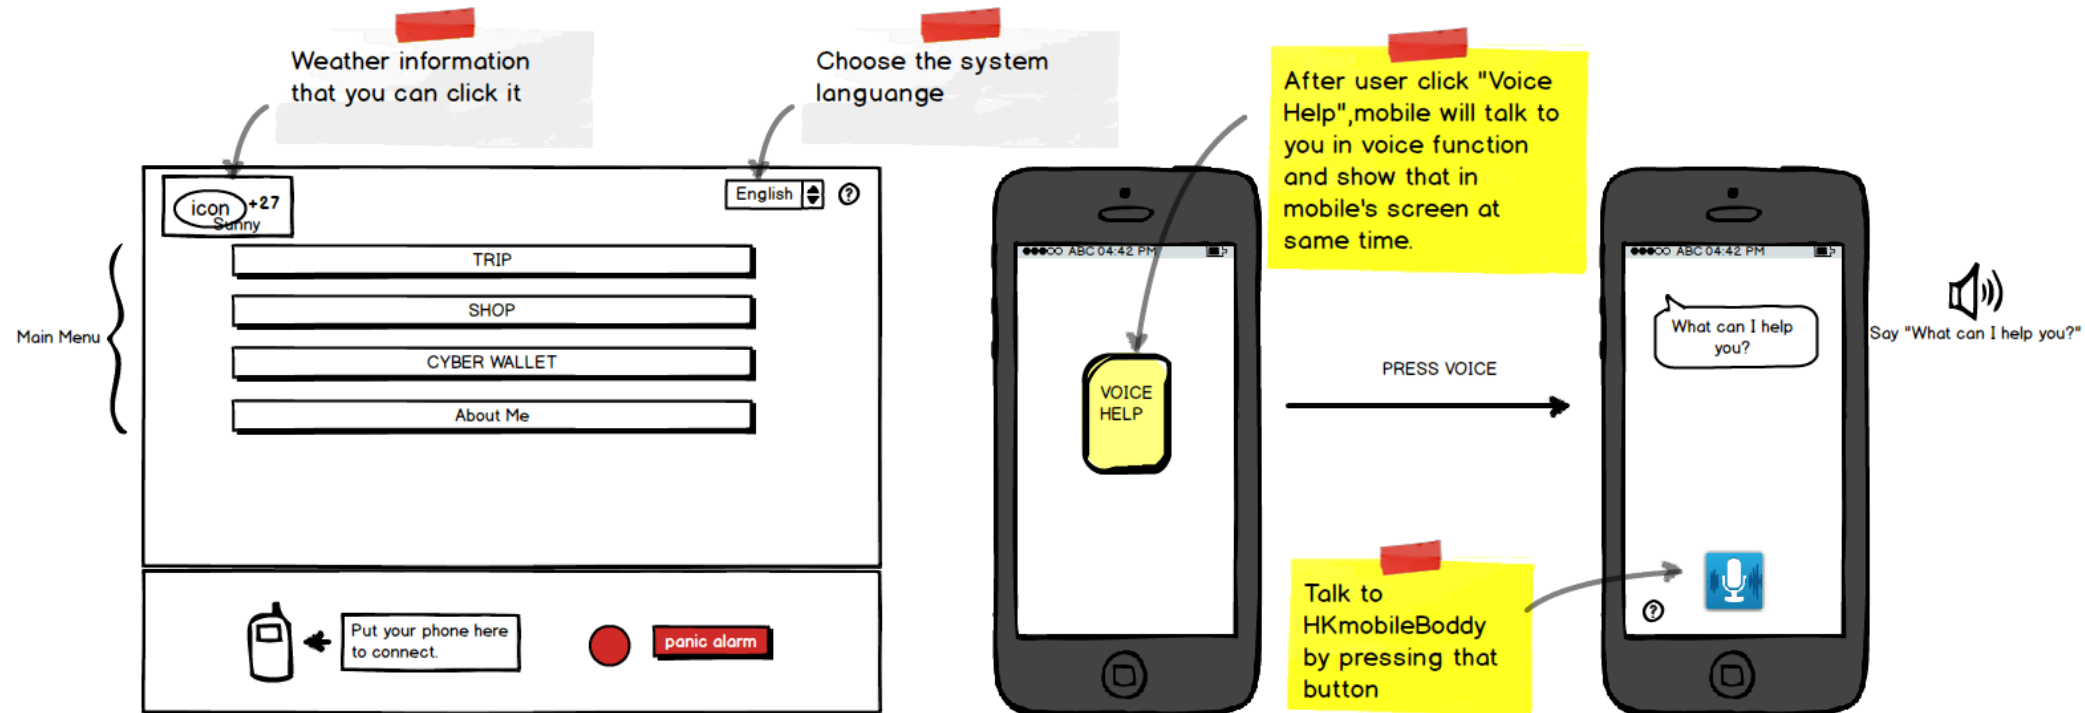 Weather information
that you can click it
Choose the system
languange
After user click "Voice
Help",mobile will talk to
you in voice function
and show that in
mobile's screen at
same time.
icon
+27
Sunny
English
?
Main Menu
TRIP
SHOP
CYBER WALLET
About Me
Put your phone here
to connect.
panic alarm
ABC 04:42 PM
VOICE
HELP
PRESS VOICE
Talk to
HKmobileBoddy
by pressing that
button
ABC 04:42 PM
What can I help
you?
?
Say "What can I help you?"